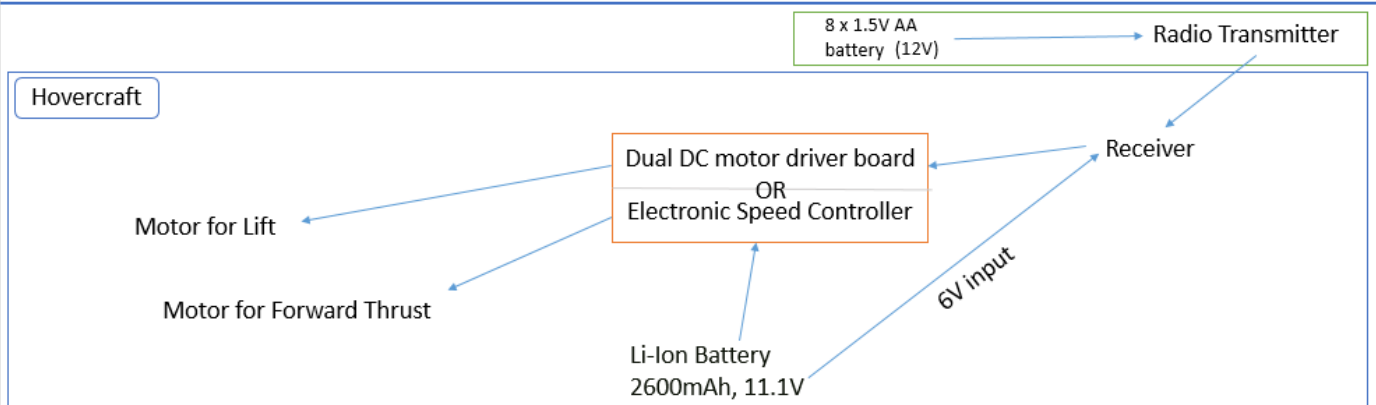 8 x 1.5V AA
battery (12V)
Radio Transmitter
Hovercraft
Dual DC motor driver board
OR
Electronic Speed Controller
Receiver
Motor for Lift
Motor for Forward Thrust
6V input
Li-Ion Battery
2600mAh, 11.1V